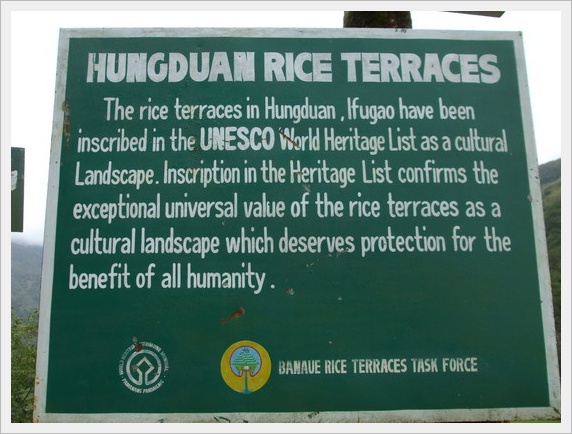 HUNGDUAN RICE TERRACES
The rice terraces in Hungduan , Ifugao have been
inscribed in the UNESCO World Heritage List as a cultural
Landscape. Inscription in the Heritage List confirms the
exceptional universal value of the rice terraces as a
cultural landscape which deserves protection for the
benefit of all humanity .
BANAUE RICE TERRACES TASK FORCE